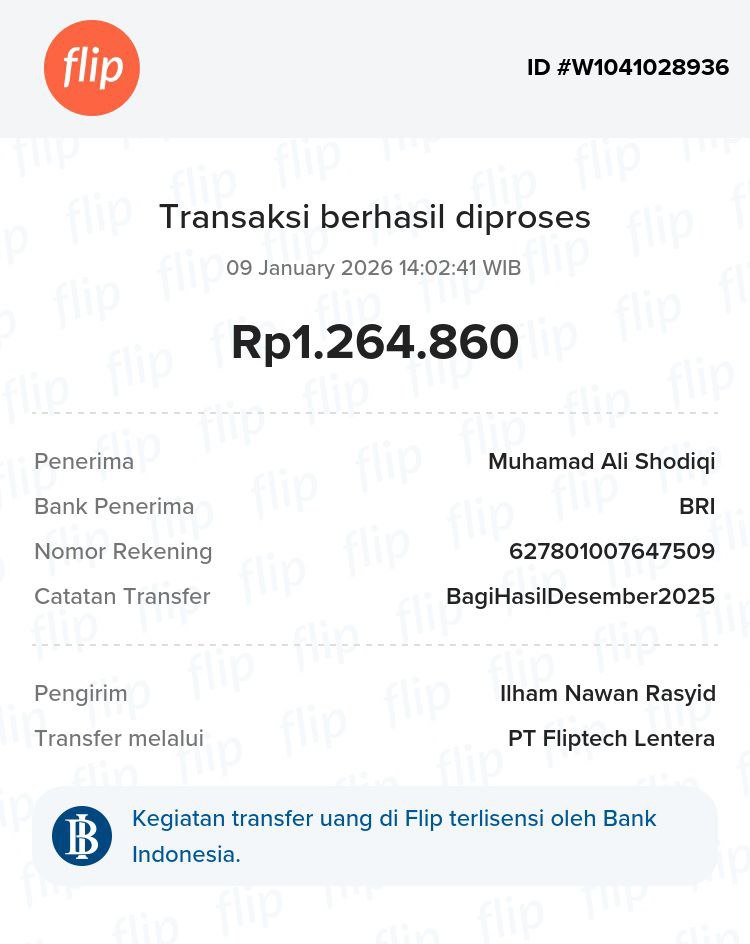 flip
ID #W1041028936
Transaksi berhasil diproses
09 January 2026 14:02:41 WIB
Rp1.264.860
Penerima Muhamad Ali Shodiqi
Bank Penerima BRI
Nomor Rekening 627801007647509
Catatan Transfer BagiHasilDesember2025
Pengirim Ilham Nawan Rasyid
Transfer melalui PT Fliptech Lentera
Kegiatan transfer uang di Flip terlisensi oleh Bank
Indonesia.